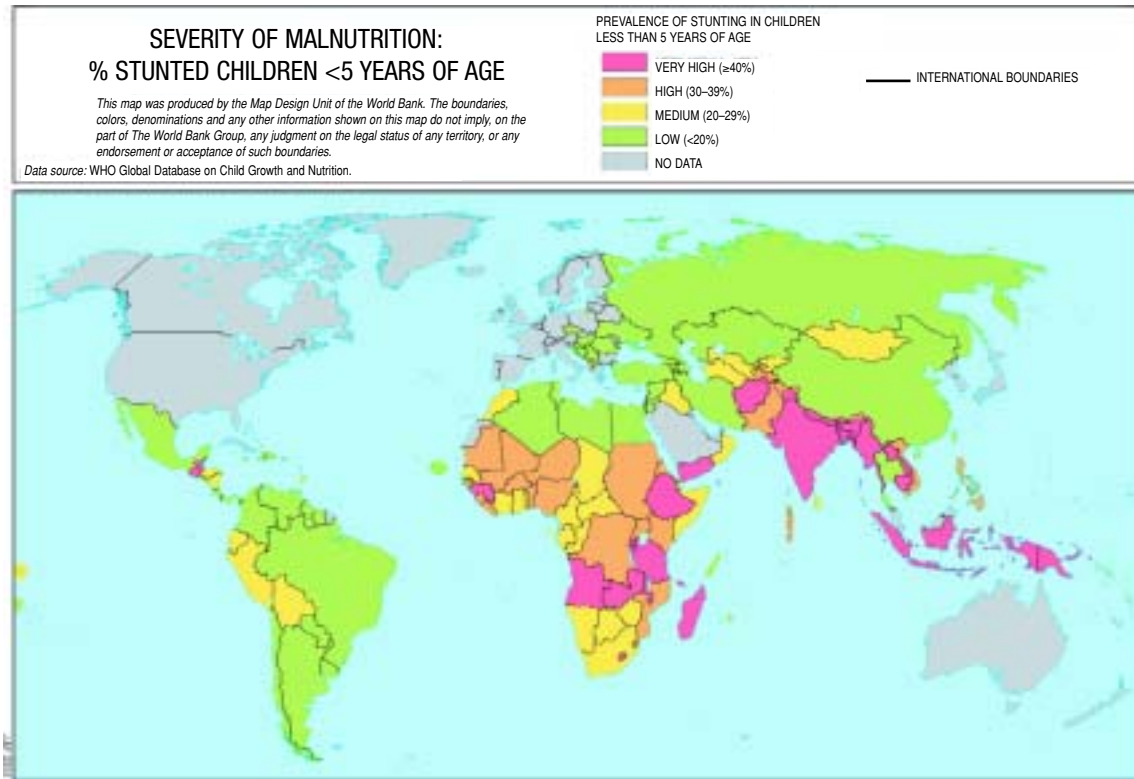 SEVERITY OF MALNUTRITION:
% STUNTED CHILDREN <5 YEARS OF AGE
This map was produced by the Map Design Unit of the World Bank. The boundaries,
colors, denominations and any other information shown on this map do not imply, on the
part of The World Bank Group, any judgment on the legal status of any territory, or any
endorsement or acceptance of such boundaries.
Data source: WHO Global Database on Child Growth and Nutrition.
PREVALENCE OF STUNTING IN CHILDREN
LESS THAN 5 YEARS OF AGE
VERY HIGH (≥40%)
HIGH (30–39%)
MEDIUM (20–29%)
LOW (<20%)
NO DATA
INTERNATIONAL BOUNDARIES